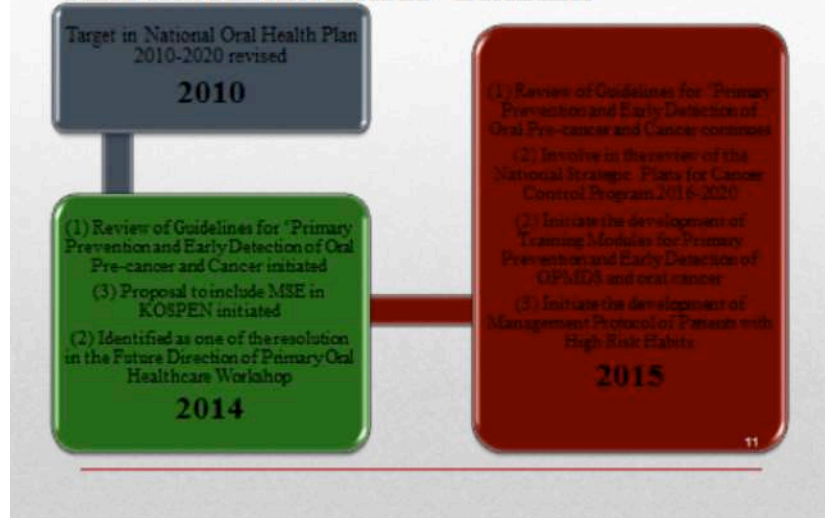 Target in National Oral Health Plan
2010-2020 revised
2010
(1) Review of Guidelines for "Primary
Prevention and Early Detection of Oral
Pre-cancer and Cancer initiated
(3) Proposal to include MSE in
KOSPEN initiated
(2) Identified as one of the resolution
in the Future Direction of Primary Oral
Healthcare Workshop
2014
(1) Review of Guidelines for "Primary
Prevention and Early Detection of
Oral Pre-cancer and Cancer continues
(2) Involve in the review of the
National Strategic Plans for Cancer
Control Program 2016-2020
(2) Initiate the development of
Training Modules for Primary
Prevention and Early Detection of
OPMDS and oral cancer
(3) Initiate the development of
Management Protocol of Patients with
High Risk Habits
2015
11